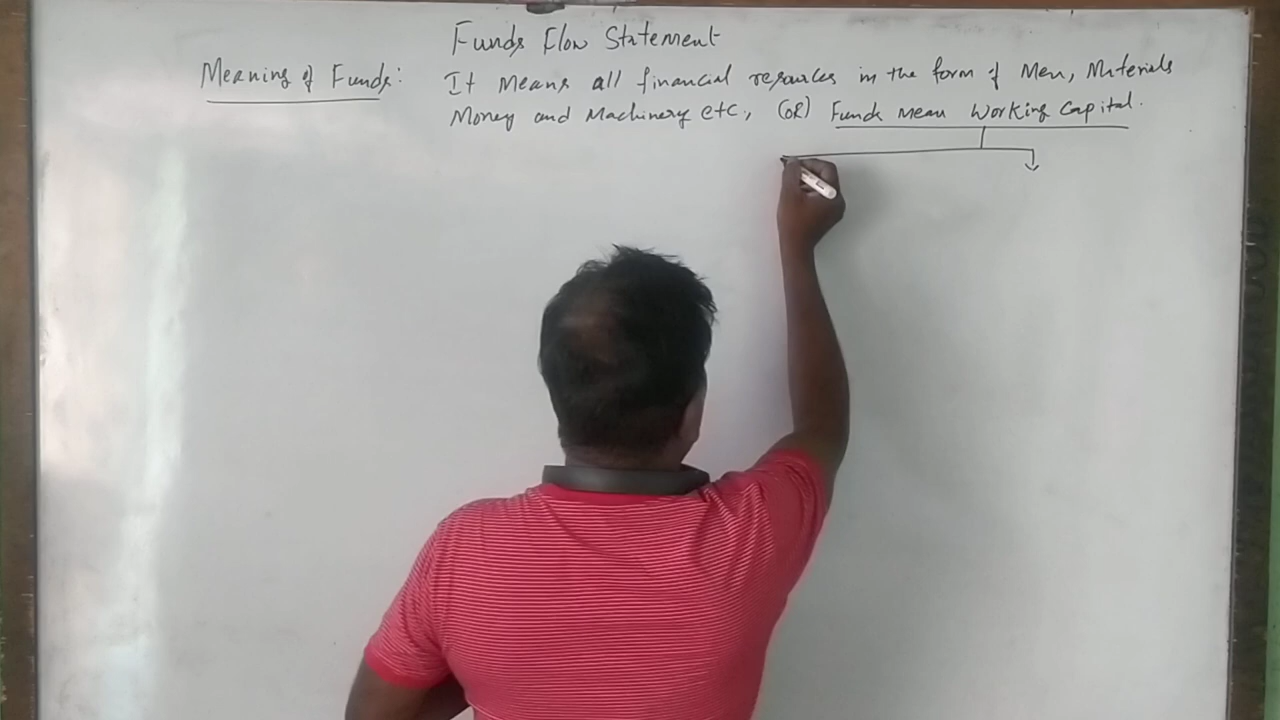 Funds Flow Statement
Meaning of Funds: It Means all financial resources in the form of Men, Materials
Money and Machinery etc., (OR) Funds mean Working Capital.